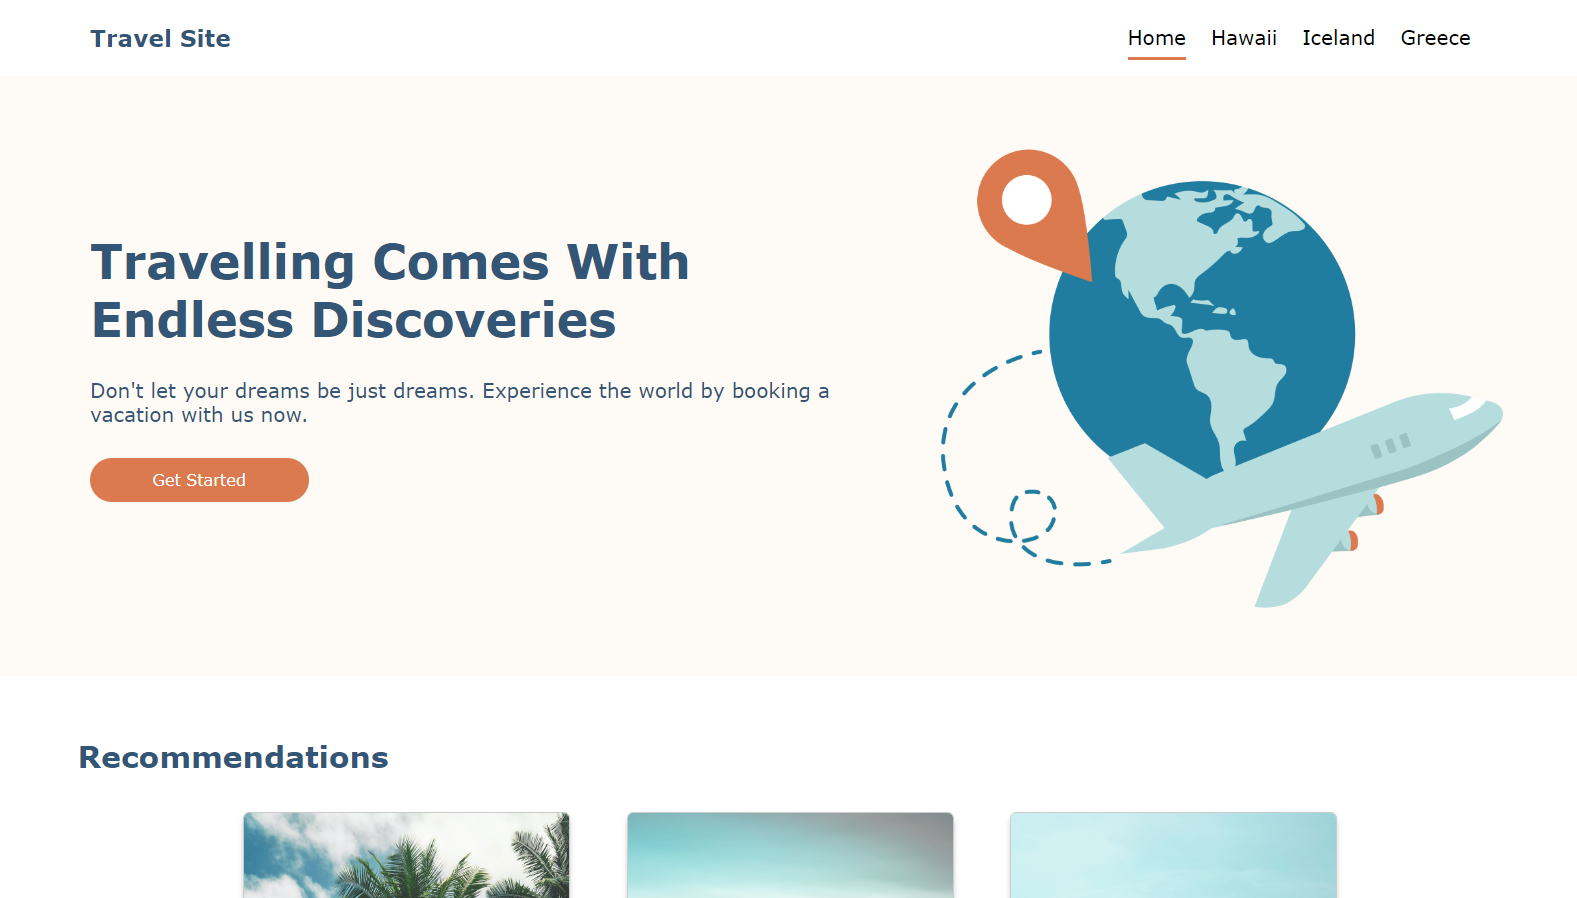 Travel Site
Home Hawaii Iceland Greece
Travelling Comes With
Endless Discoveries
Don't let your dreams be just dreams. Experience the world by booking a
vacation with us now.
Get Started
Recommendations